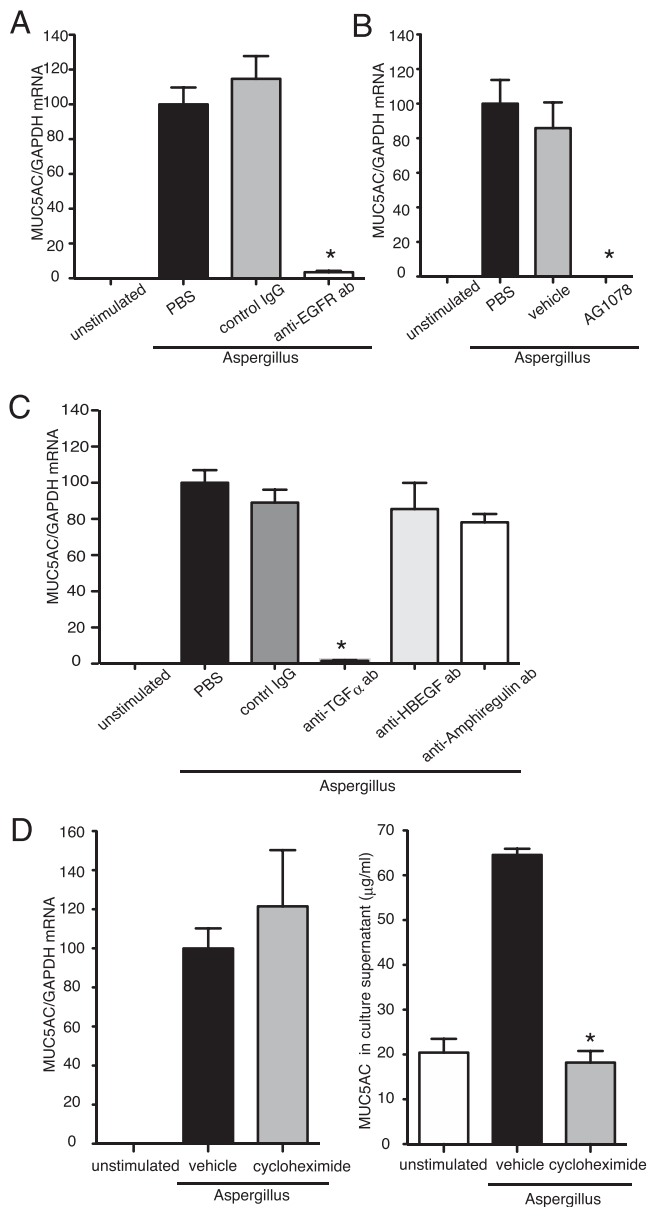 A
MUC5AC/GAPDH mRNA
140
120
100
80
60
40
20
0
unstimulated
PBS
control IgG
anti-EGFR ab
*
Aspergillus
B
MUC5AC/GAPDH mRNA
140
120
100
80
60
40
20
0
unstimulated
PBS
vehicle
AG1078
*
Aspergillus
C
MUC5AC/GAPDH mRNA
140
120
100
80
60
40
20
0
unstimulated
PBS
contrl IgG
anti-TGFα ab
anti-HBEGF ab
anti-Amphiregulin ab
*
Aspergillus
D
MUC5AC/GAPDH mRNA
160
140
120
100
80
60
40
20
0
unstimulated
vehicle
cycloheximide
Aspergillus
MUC5AC in culture supernatant (μg/ml)
70
60
50
40
30
20
10
0
*
unstimulated
vehicle
cycloheximide
Aspergillus